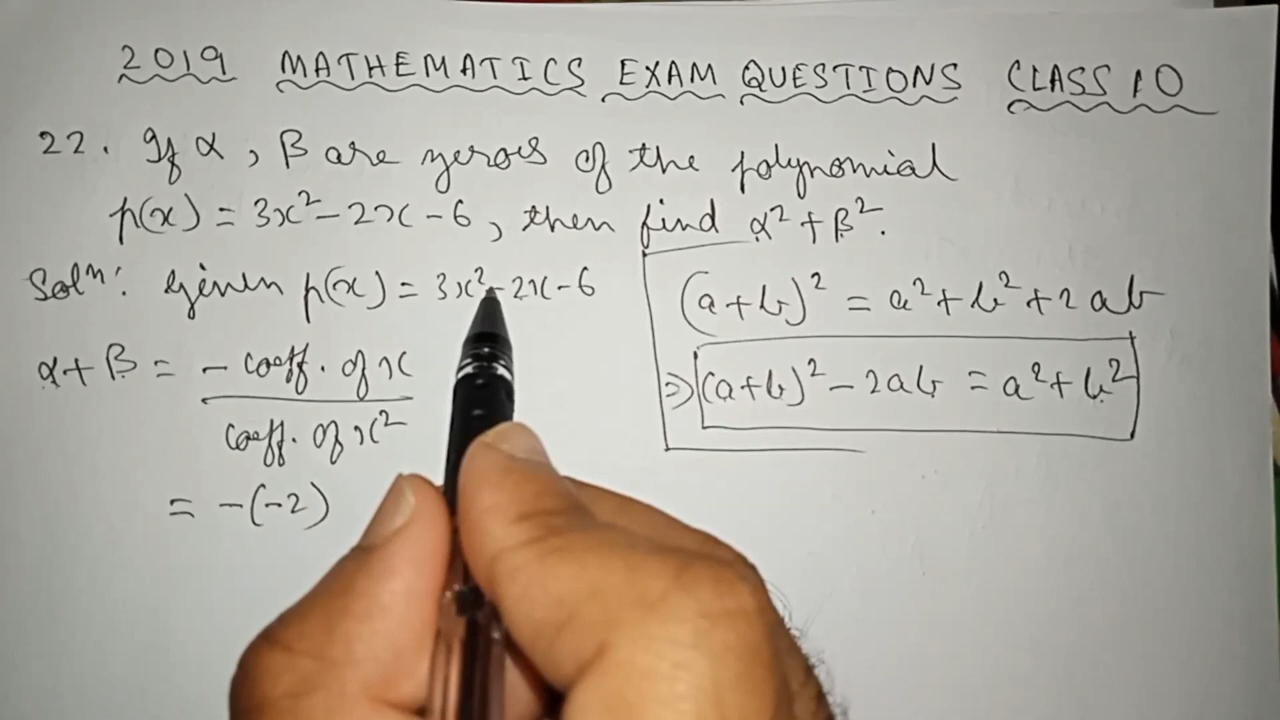 2019 MATHEMATICS EXAM QUESTIONS CLASS 10
22. If α, β are zeroes of the polynomial
p(x) = 3x² - 2x - 6, then find α² + β².
Solⁿ: Given p(x) = 3x² - 2x - 6
α + β = - coeff. of x
coeff. of x²
= -(-2)
(a+b)² = a² + b² + 2ab
⇒ (a+b)² - 2ab = a² + b²